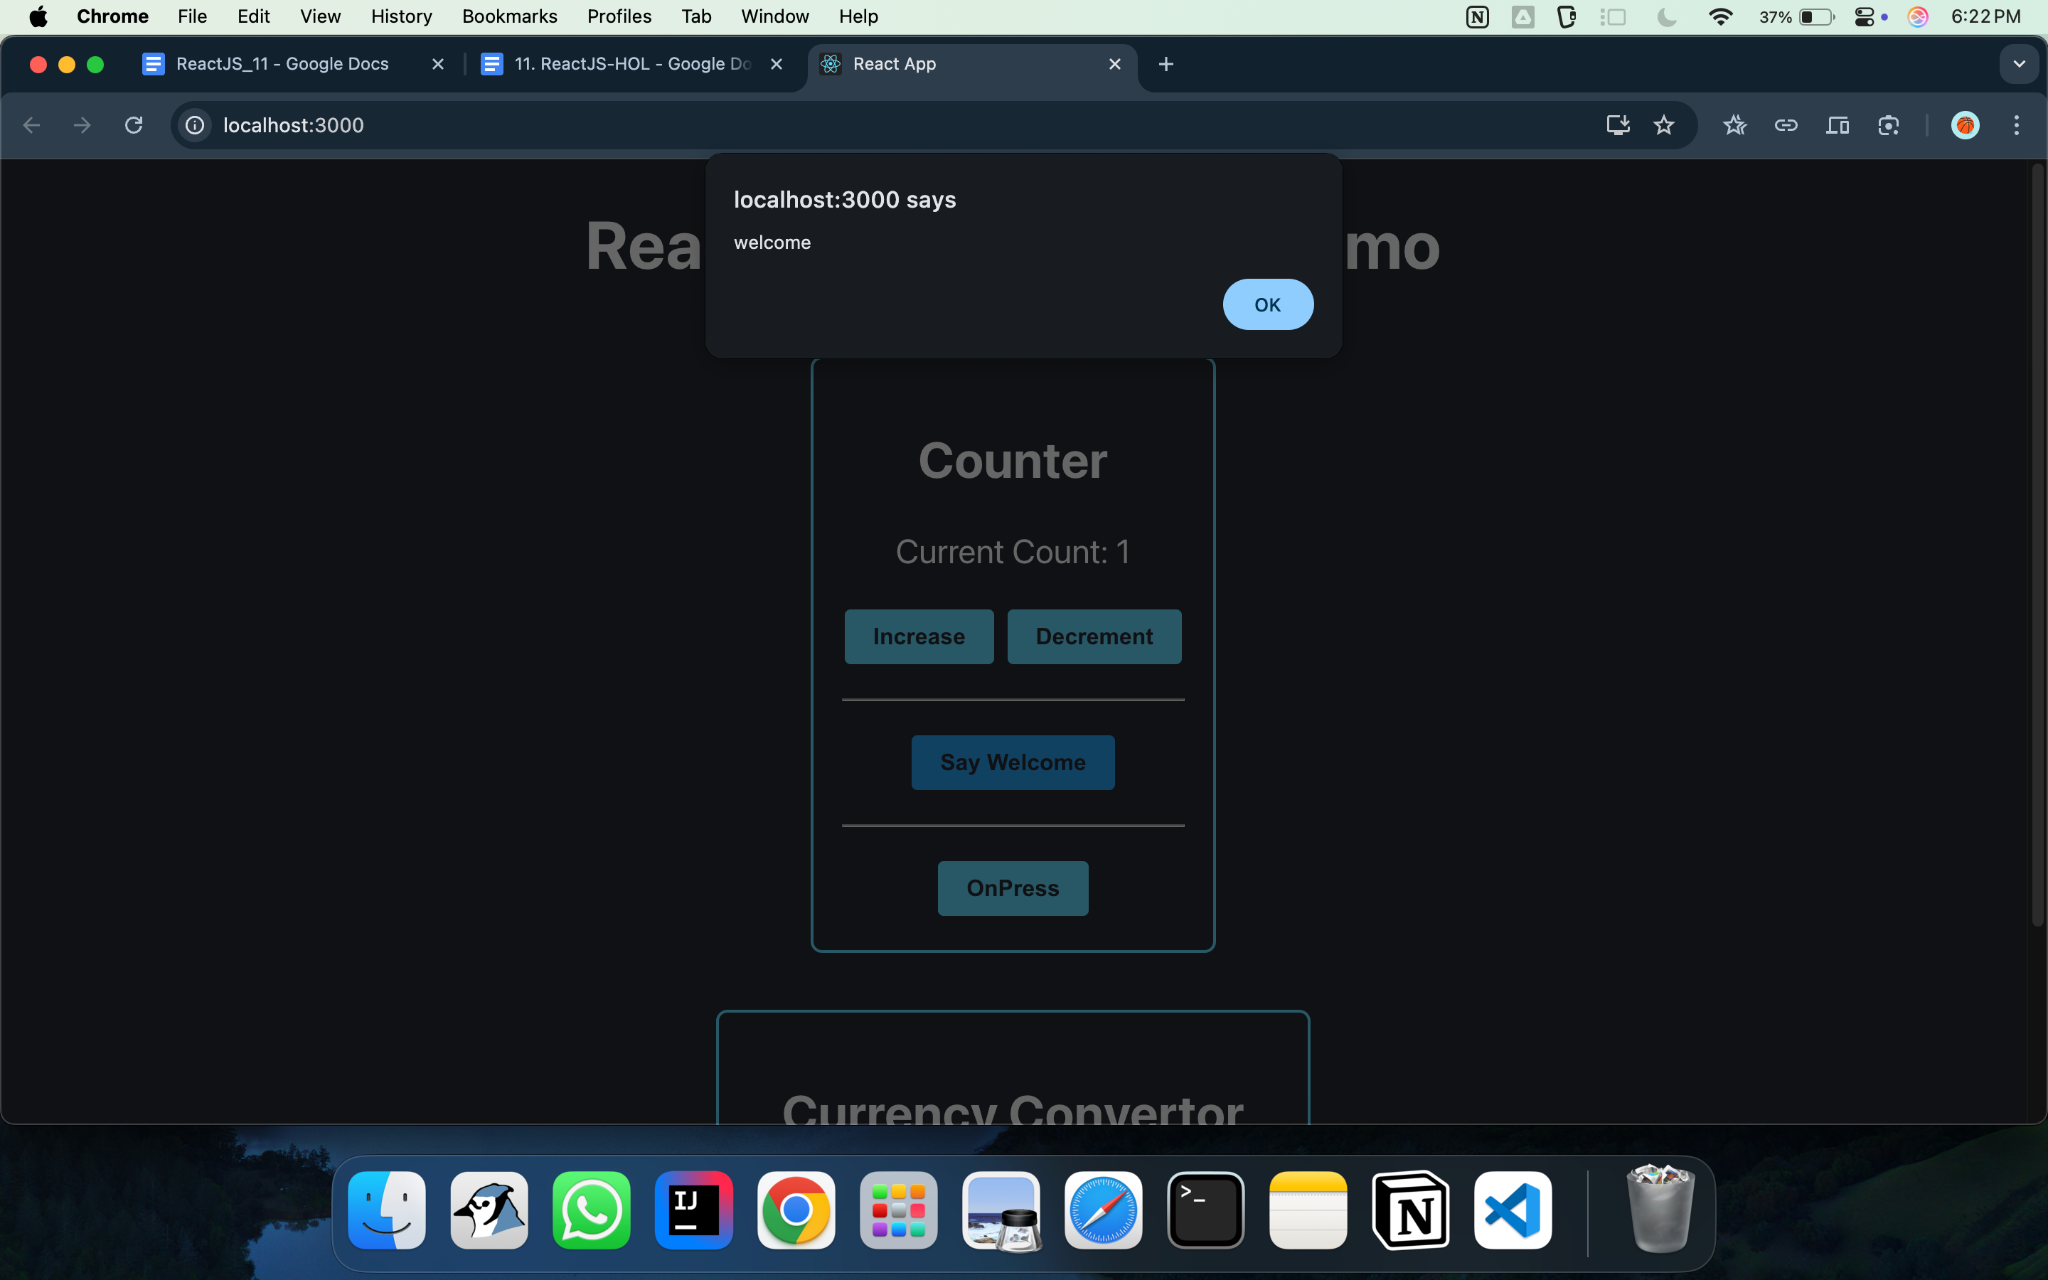 Chrome File Edit View History Bookmarks Profiles Tab Window Help 37% 6:22 PM
ReactJS_11 - Google Docs 11. ReactJS-HOL - Google Do React App
localhost:3000
localhost:3000 says
welcome
OK
Rea mo
Counter
Current Count: 1
Increase Decrement
Say Welcome
OnPress
Currency Convertor